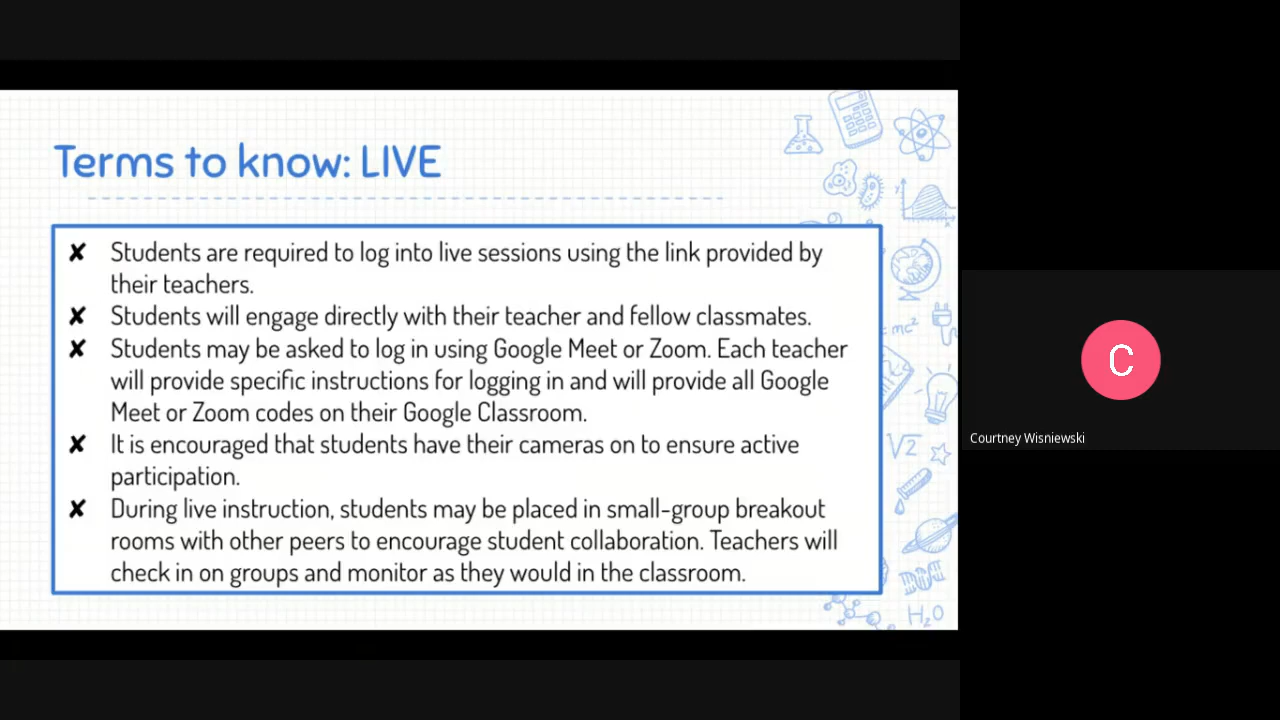 Terms to know: LIVE
✘ Students are required to log into live sessions using the link provided by
their teachers.
✘ Students will engage directly with their teacher and fellow classmates.
✘ Students may be asked to log in using Google Meet or Zoom. Each teacher
will provide specific instructions for logging in and will provide all Google
Meet or Zoom codes on their Google Classroom.
✘ It is encouraged that students have their cameras on to ensure active
participation.
✘ During live instruction, students may be placed in small-group breakout
rooms with other peers to encourage student collaboration. Teachers will
check in on groups and monitor as they would in the classroom.
mc²
√2
H₂O
C
Courtney Wisniewski